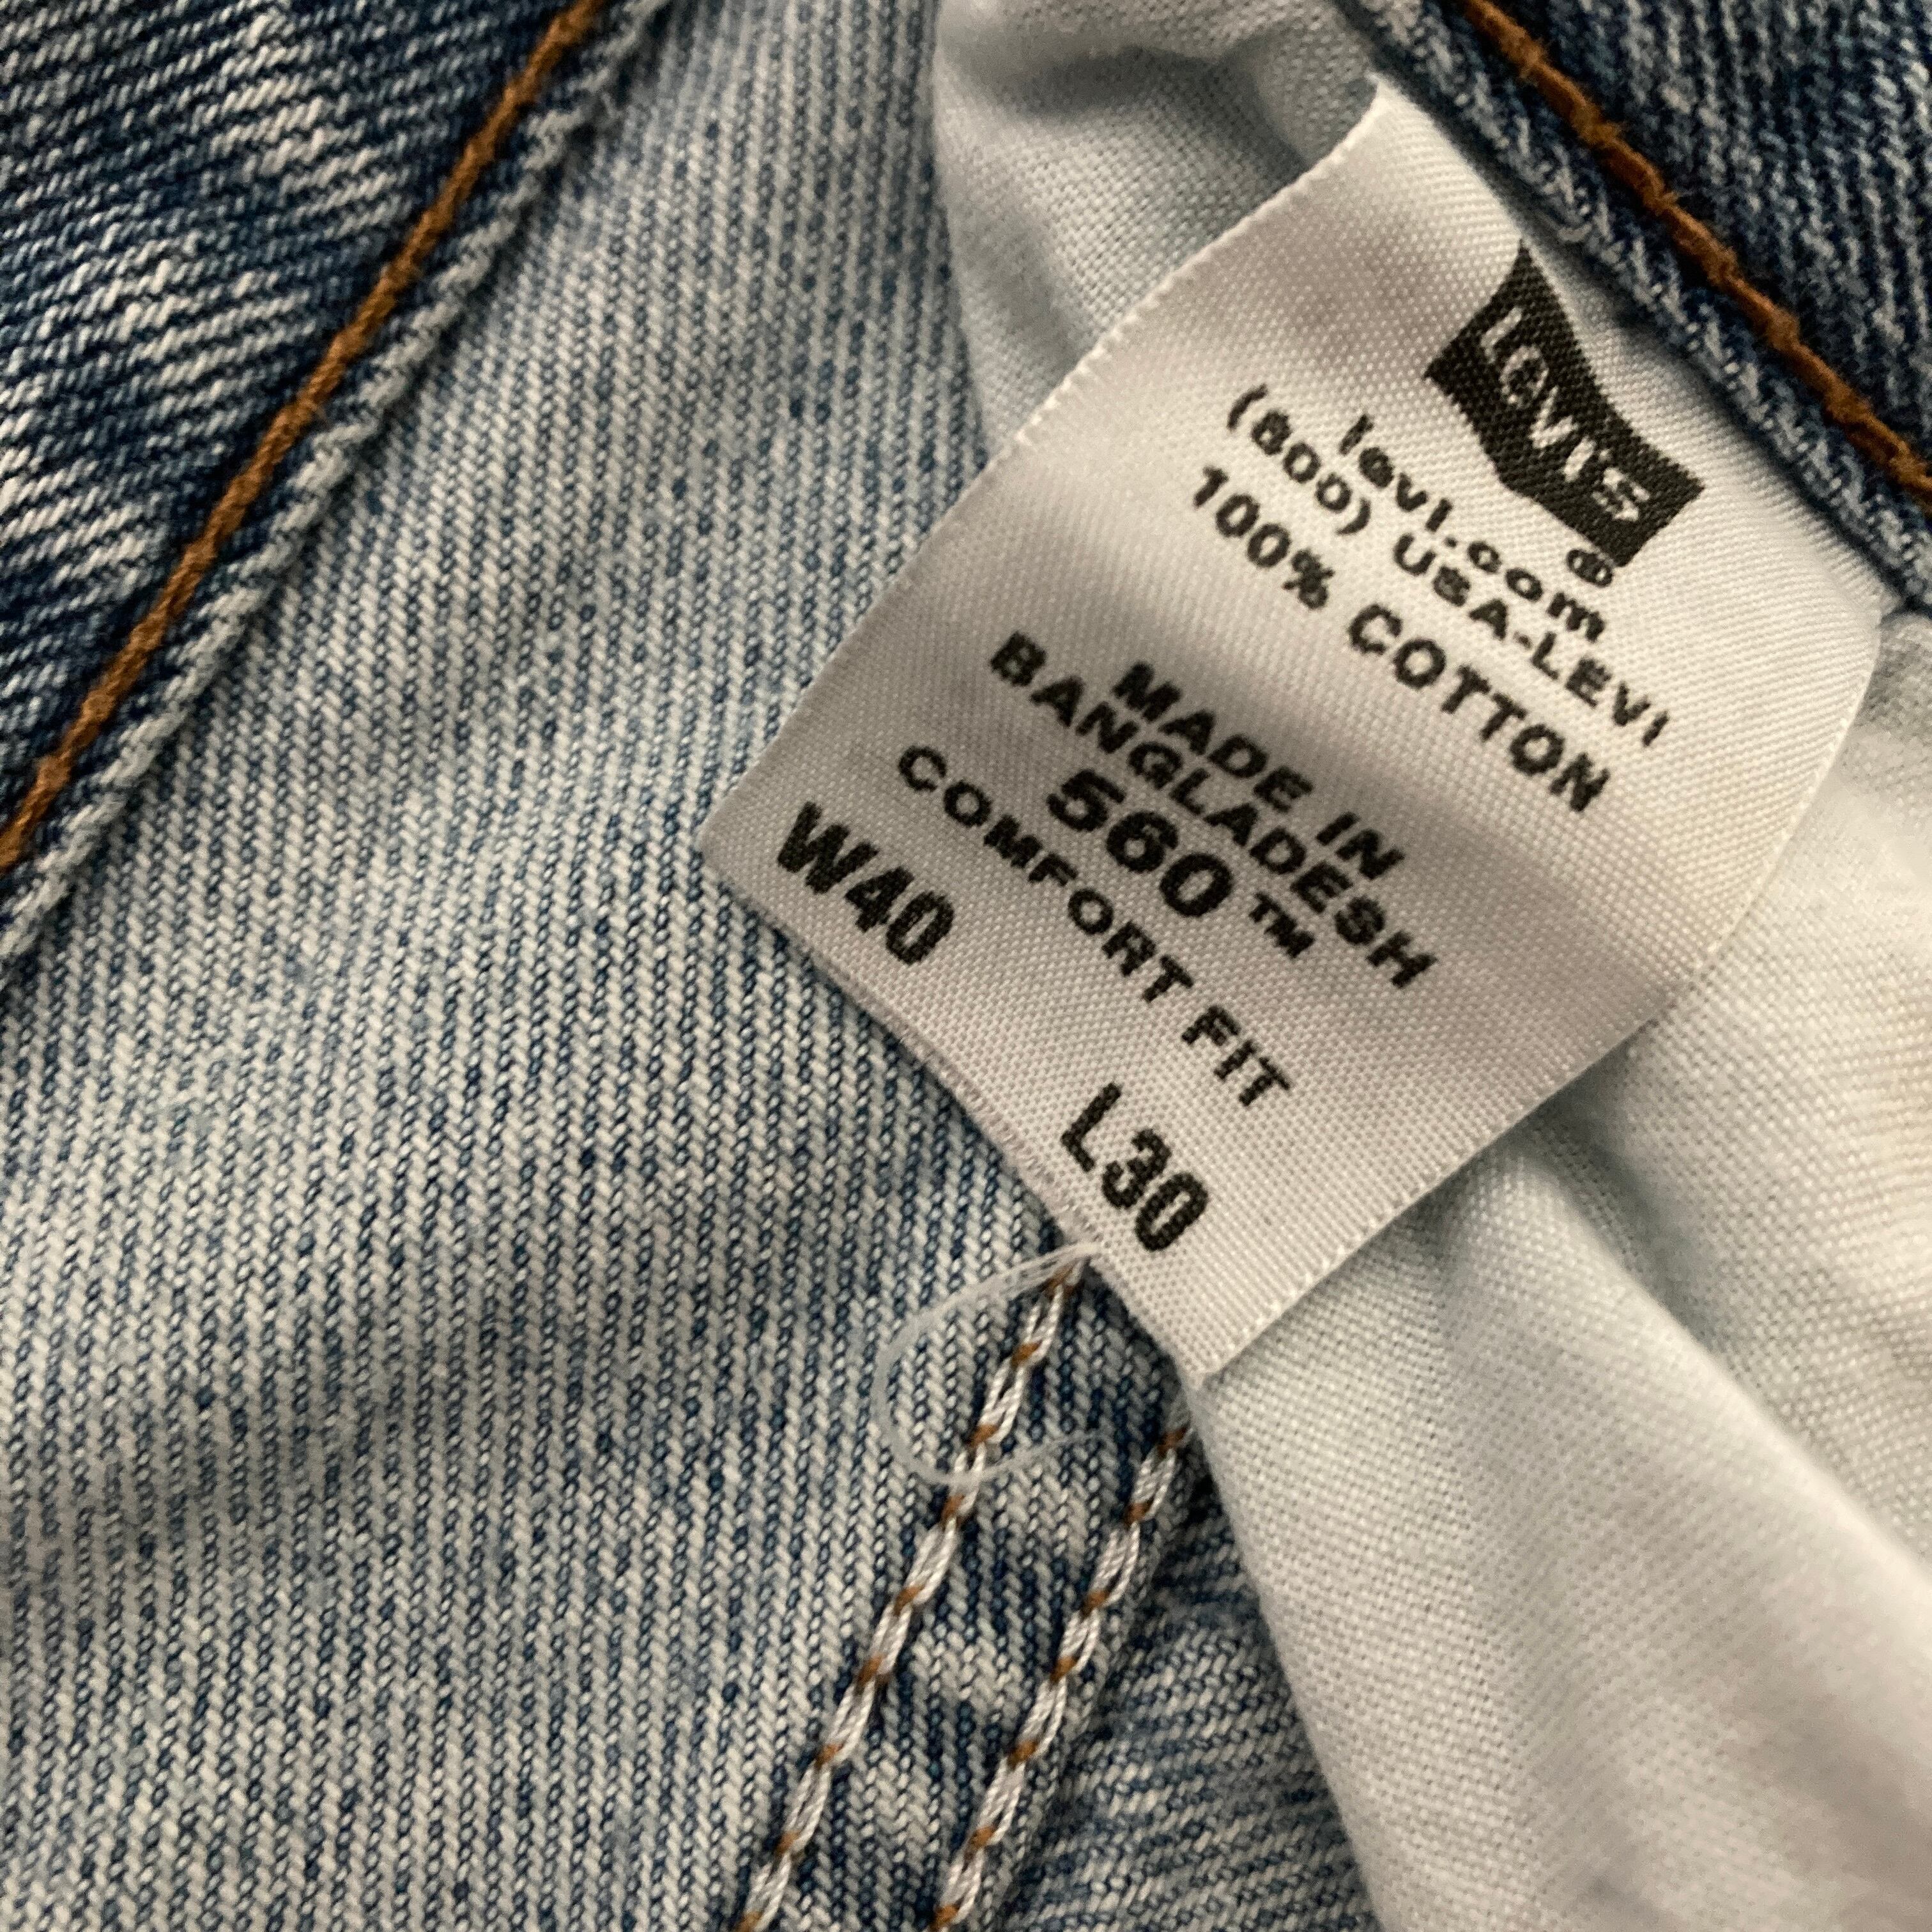 LEVI'S ®
levi.com
(800) USA-LEVI
100% COTTON
MADE IN
BANGLADESH
560™
COMFORT FIT
W40 L30